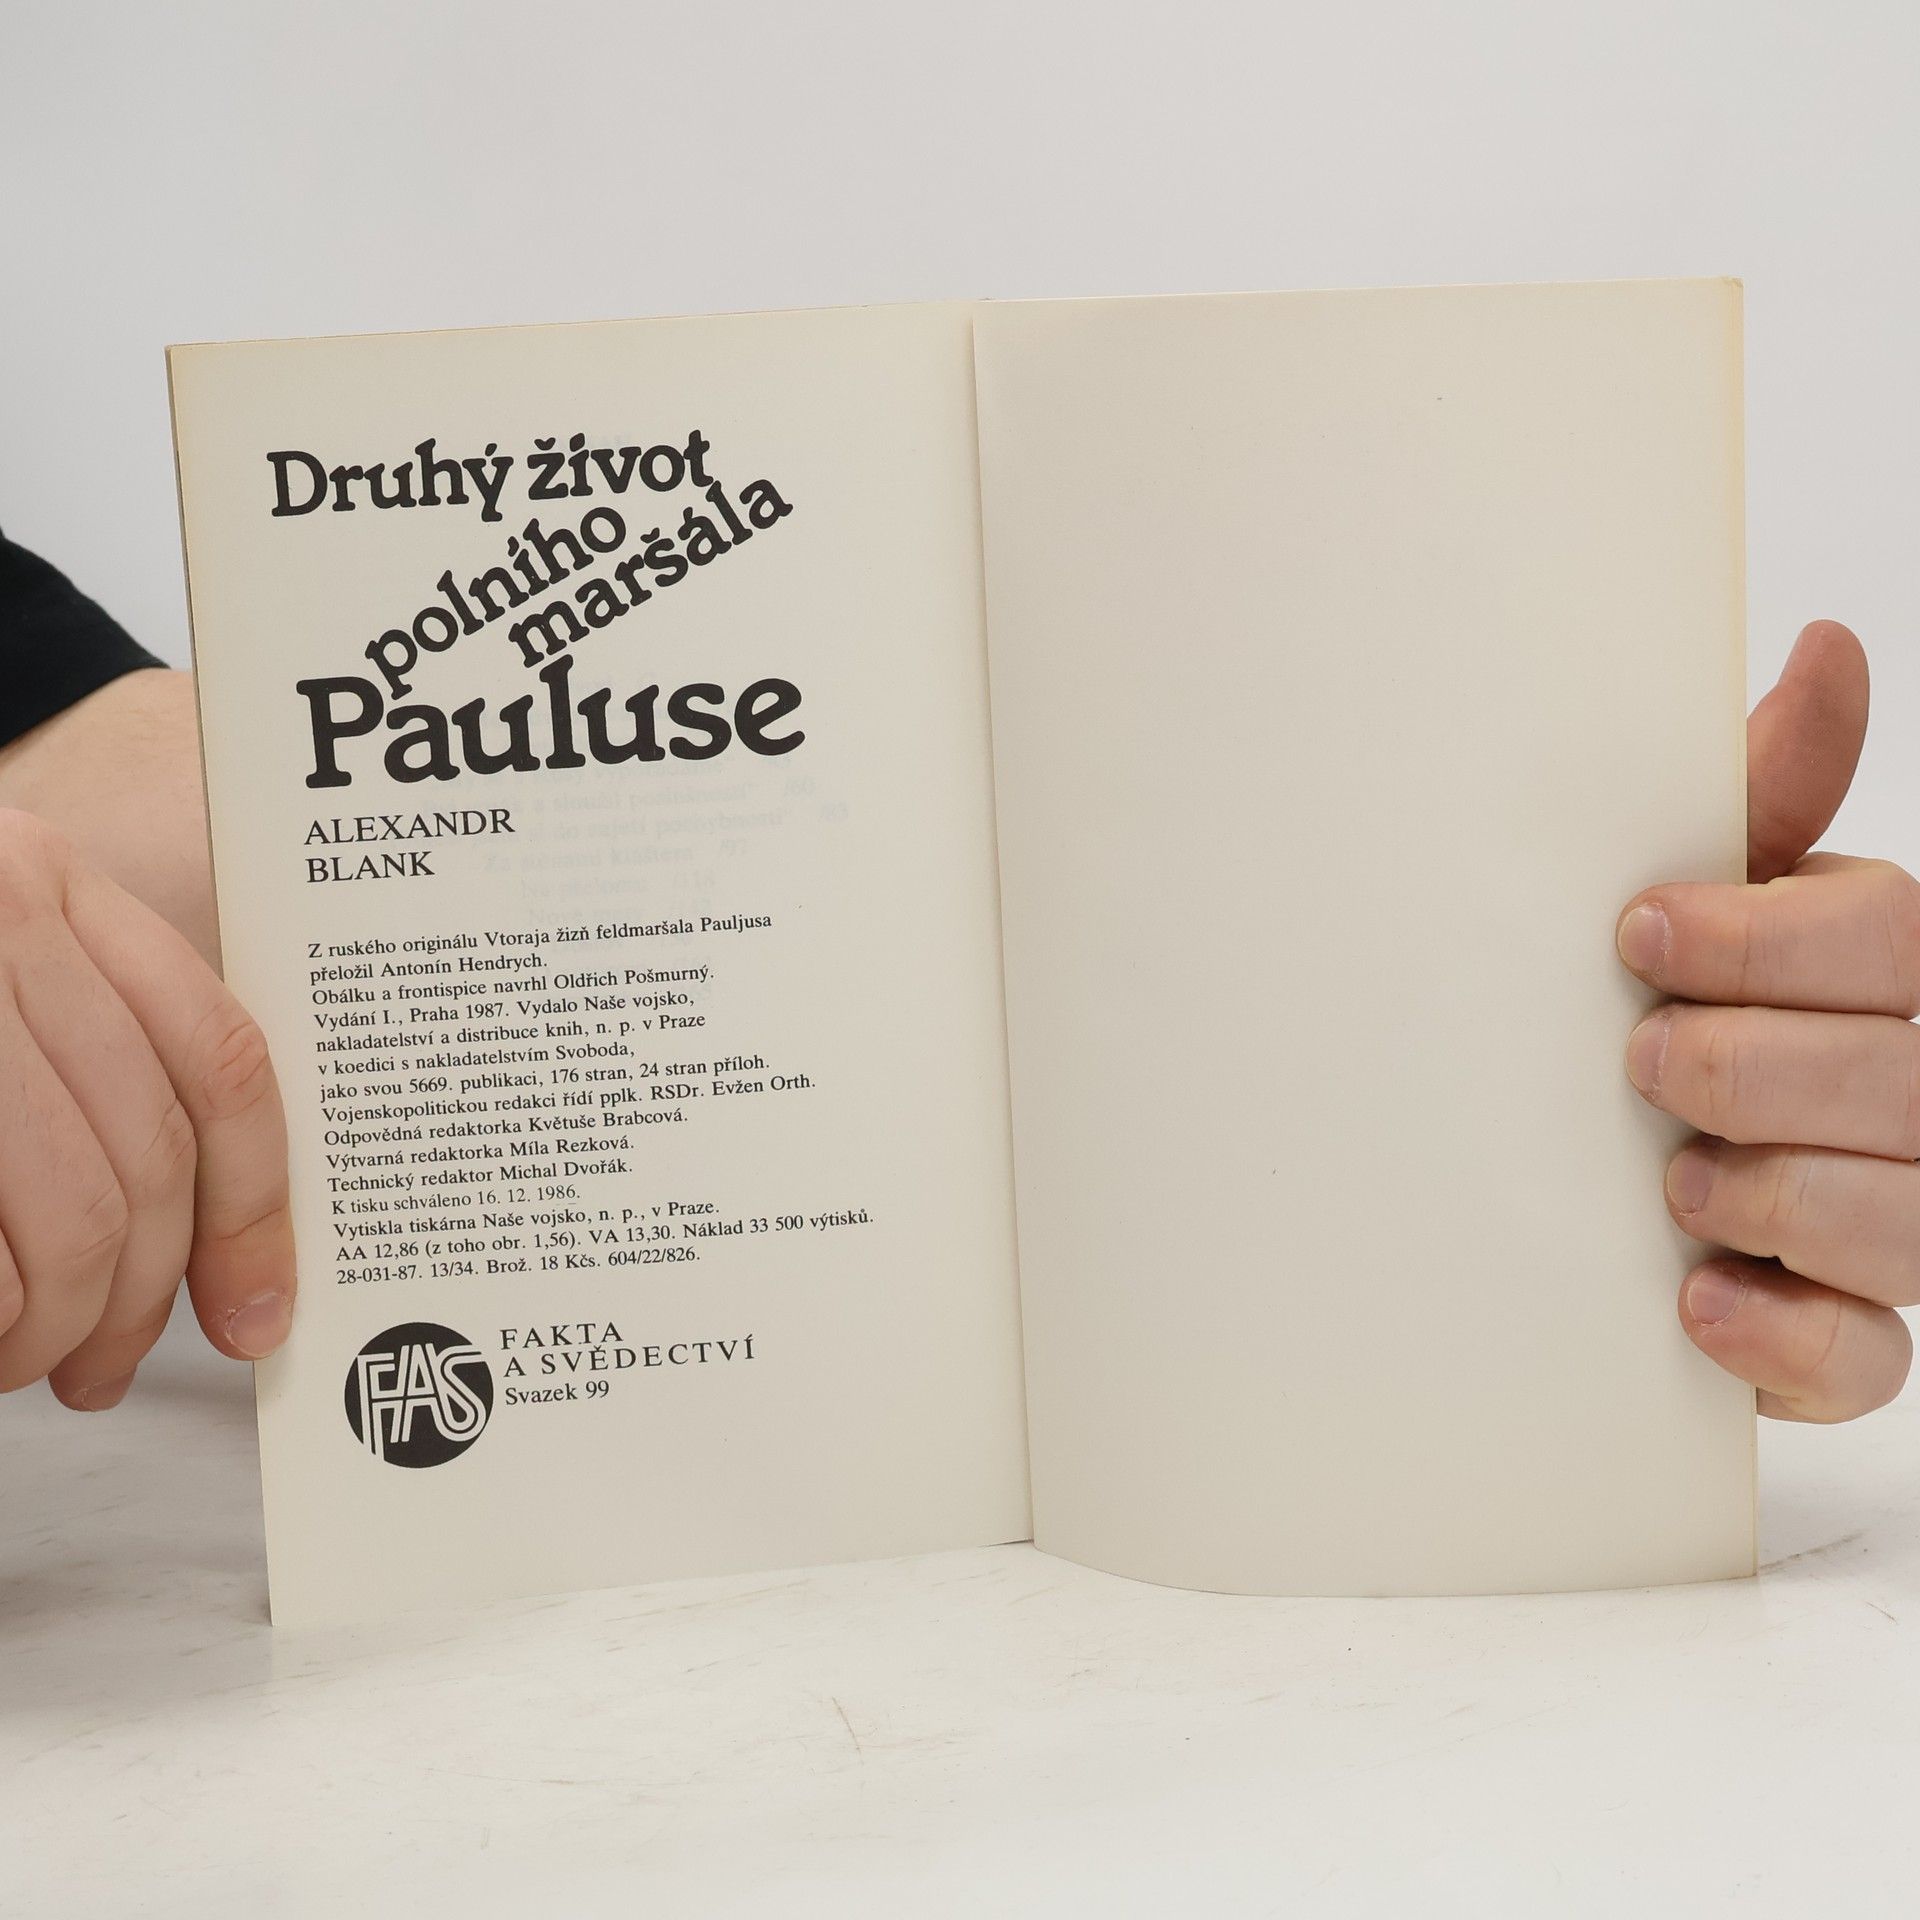 Druhý život
polního
maršála
Pauluse
ALEXANDR
BLANK
Z ruského originálu Vtoraja žizň feldmaršala Pauljusa
přeložil Antonín Hendrych.
Obálku a frontispice navrhl Oldřich Pošmurný.
Vydání I., Praha 1987. Vydalo Naše vojsko,
nakladatelství a distribuce knih, n. p. v Praze
v koedici s nakladatelstvím Svoboda,
jako svou 5669. publikaci, 176 stran, 24 stran příloh.
Vojenskopolitickou redakci řídí pplk. RSDr. Evžen Orth.
Odpovědná redaktorka Květuše Brabcová.
Výtvarná redaktorka Míla Rezková.
Technický redaktor Michal Dvořák.
K tisku schváleno 16. 12. 1986.
Vytiskla tiskárna Naše vojsko, n. p., v Praze.
AA 12,86 (z toho obr. 1,56). VA 13,30. Náklad 33 500 výtisků.
28-031-87. 13/34. Brož. 18 Kčs. 604/22/826.
FAS
FAKTA
A SVĚDECTVÍ
Svazek 99